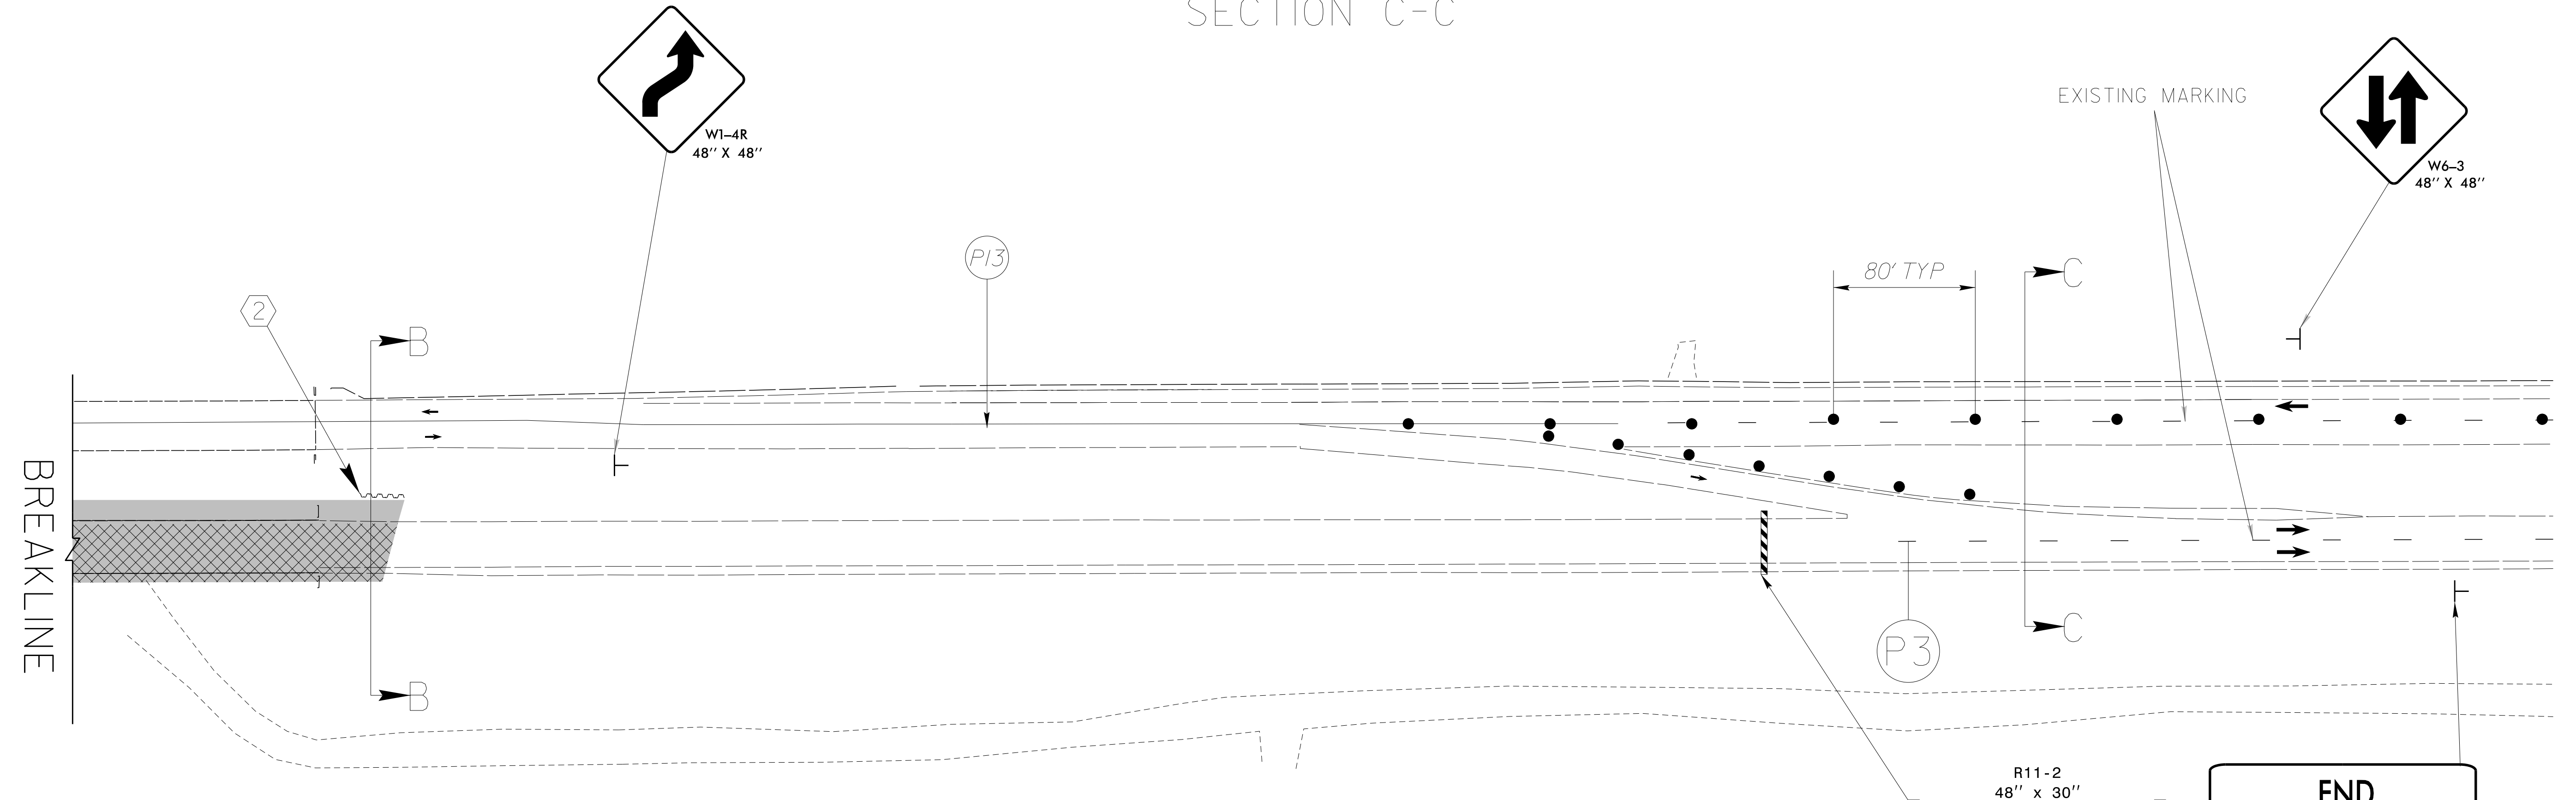 SECTION C-C
W1-4R
48" X 48"
EXISTING MARKING
W6-3
48" X 48"
P13
80' TYP
C
2
B
BREAKLINE
P3
C
B
R11-2
48" x 30"
END